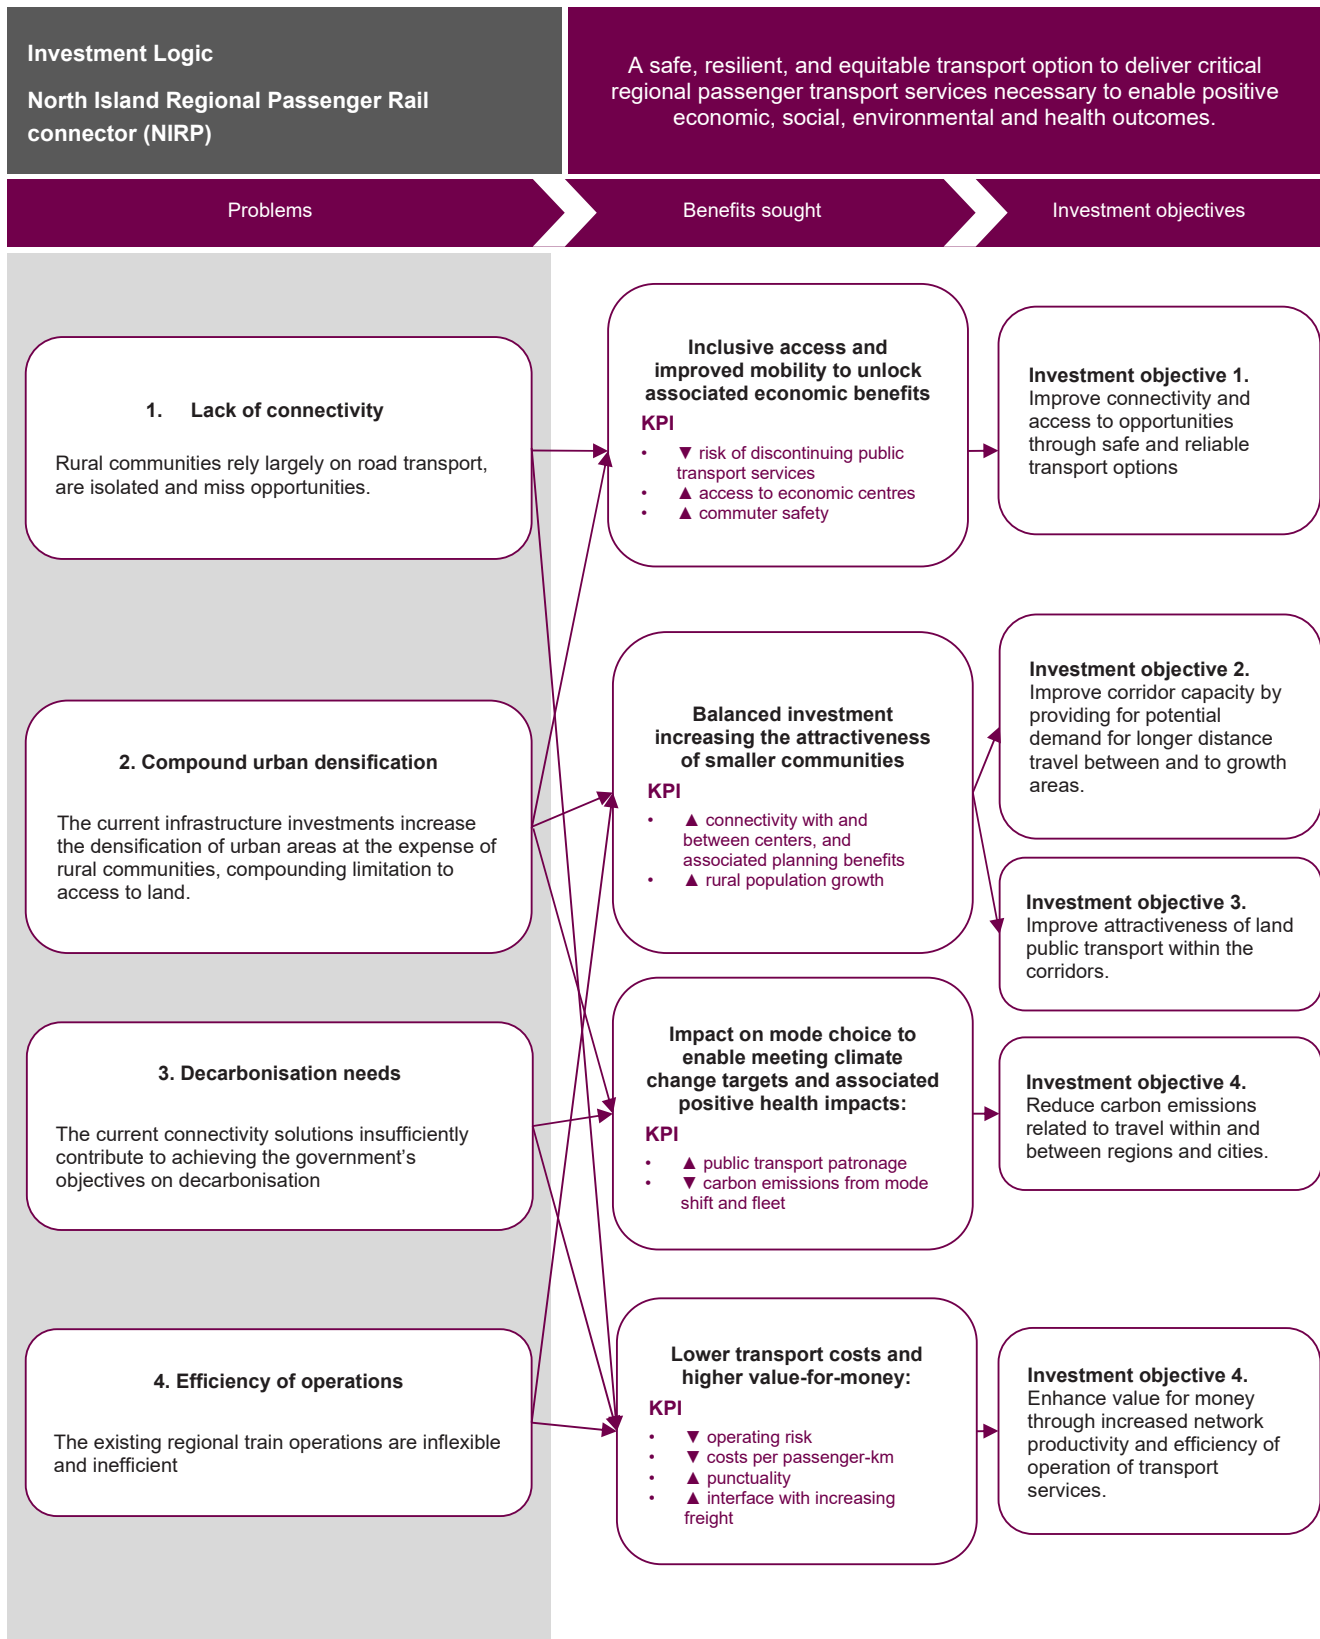 Investment Logic
North Island Regional Passenger Rail
connector (NIRP)
A safe, resilient, and equitable transport option to deliver critical
regional passenger transport services necessary to enable positive
economic, social, environmental and health outcomes.
Problems
Benefits sought
Investment objectives
1. Lack of connectivity
Rural communities rely largely on road transport,
are isolated and miss opportunities.
2. Compound urban densification
The current infrastructure investments increase
the densification of urban areas at the expense of
rural communities, compounding limitation to
access to land.
3. Decarbonisation needs
The current connectivity solutions insufficiently
contribute to achieving the government's
objectives on decarbonisation
4. Efficiency of operations
The existing regional train operations are inflexible
and inefficient
Inclusive access and
improved mobility to unlock
associated economic benefits
KPI
• ▼ risk of discontinuing public
transport services
• ▲ access to economic centres
• ▲ commuter safety
Balanced investment
increasing the attractiveness
of smaller communities
KPI
• ▲ connectivity with and
between centers, and
associated planning benefits
• ▲ rural population growth
Impact on mode choice to
enable meeting climate
change targets and associated
positive health impacts:
KPI
• ▲ public transport patronage
• ▼ carbon emissions from mode
shift and fleet
Lower transport costs and
higher value-for-money:
KPI
• ▼ operating risk
• ▼ costs per passenger-km
• ▲ punctuality
• ▲ interface with increasing
freight
Investment objective 1.
Improve connectivity and
access to opportunities
through safe and reliable
transport options
Investment objective 2.
Improve corridor capacity by
providing for potential
demand for longer distance
travel between and to growth
areas.
Investment objective 3.
Improve attractiveness of land
public transport within the
corridors.
Investment objective 4.
Reduce carbon emissions
related to travel within and
between regions and cities.
Investment objective 4.
Enhance value for money
through increased network
productivity and efficiency of
operation of transport
services.